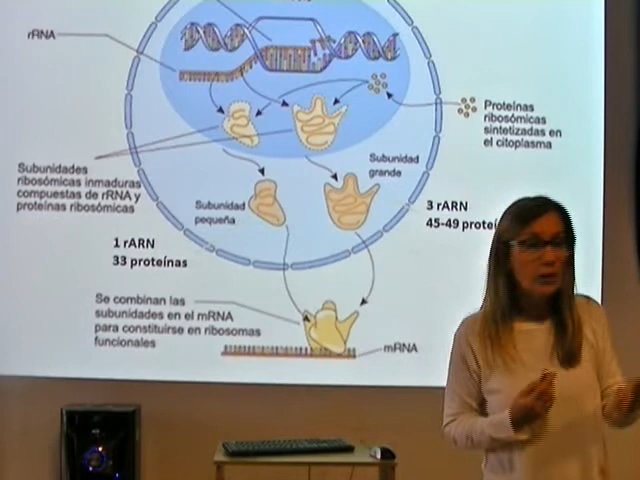 rRNA
Proteínas
ribosómicas
sintetizadas en
el citoplasma
Subunidades
ribosómicas inmaduras
compuestas de rRNA y
proteínas ribosómicas
Subunidad
grande
Subunidad
pequeña
3 rARN
45-49
1 rARN
33 proteínas
Se combinan las
subunidades en el mRNA
para constituirse en ribosomas
funcionales
mRNA